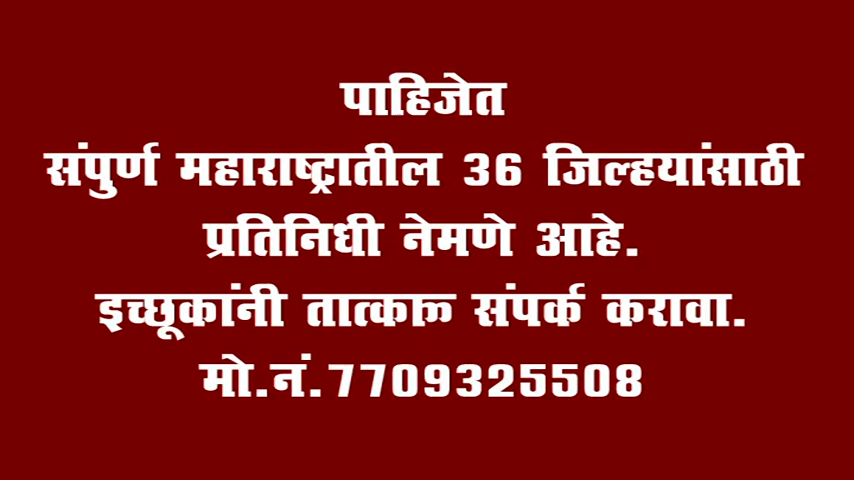 पाहिजेत
संपुर्ण महाराष्ट्रातील 36 जिल्हयांसाठी
प्रतिनिधी नेमणे आहे.
इच्छूकांनी तात्काळ संपर्क करावा.
मो.नं.7709325508